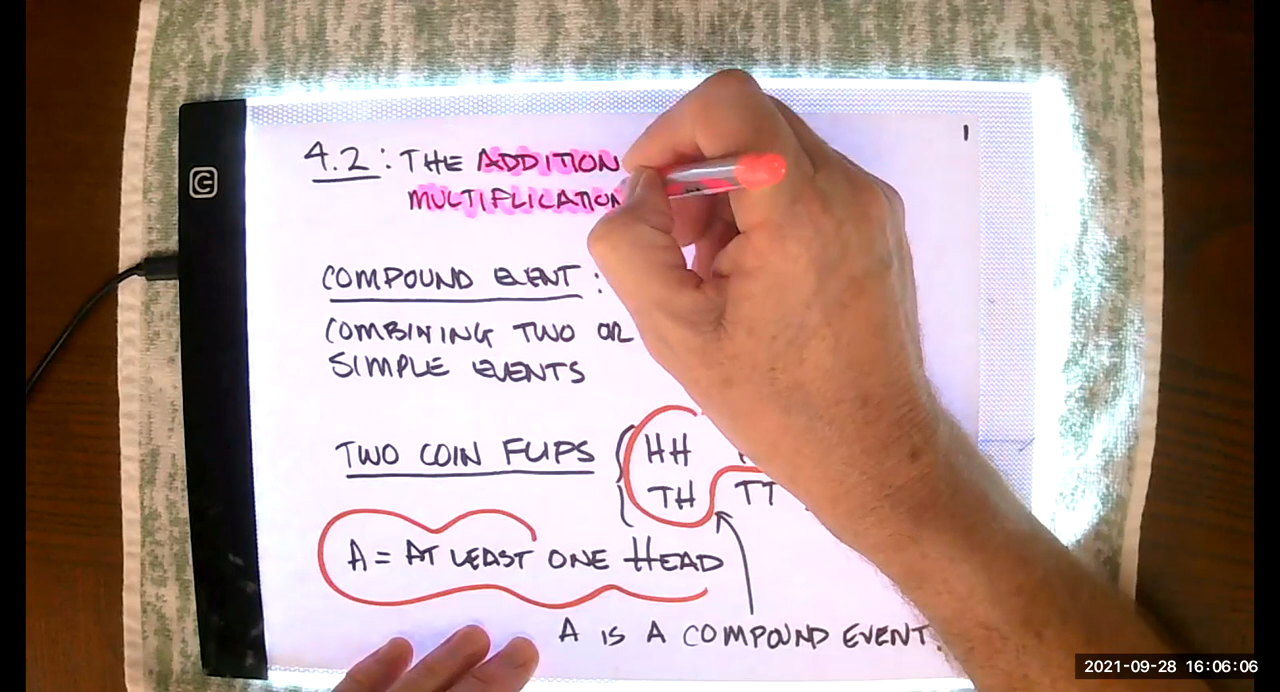 1
4.2: THE ADDITION
MULTIPLICATION
COMPOUND EVENT:
COMBINING TWO OR
SIMPLE EVENTS
TWO COIN FLIPS { HH
TH TT
A = AT LEAST ONE HEAD
A IS A COMPOUND EVENT.
2021-09-28 16:06:06